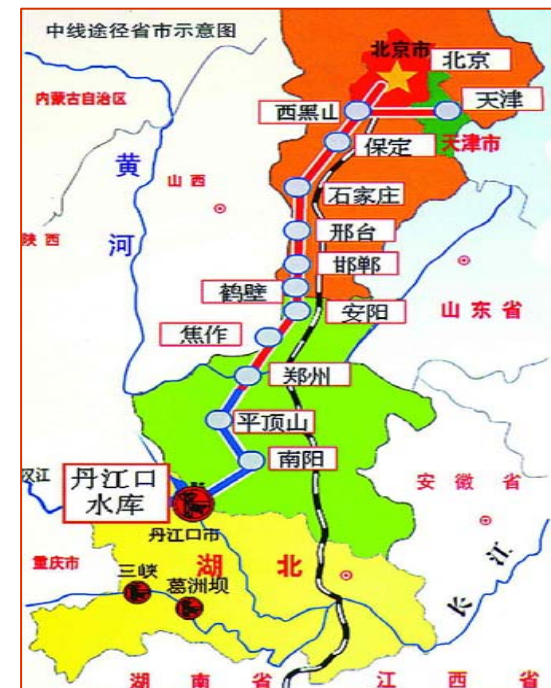 中线途径省市示意图
北京市
北京
内蒙古自治区
西黑山
天津
天津市
保定
黄
河
山西
石家庄
陕西
邢台
邯郸
鹤壁
安阳
山东省
焦作
郑州
平顶山
南阳
汉江
丹江口
水库
安徽省
丹江口市
重庆市
三峡
葛洲坝
湖北
长江
湖南省
江西省